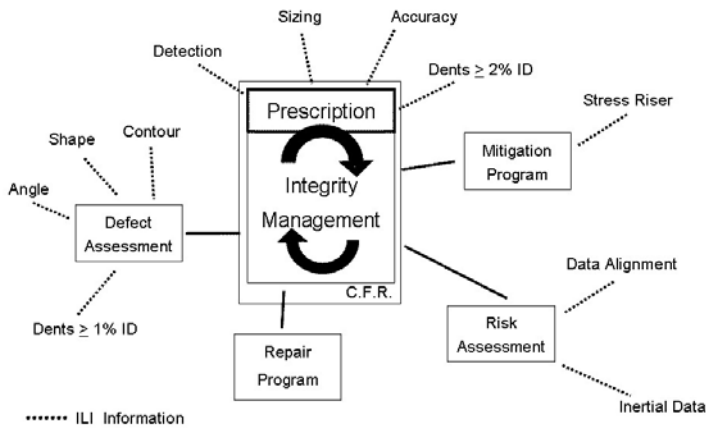 Sizing
Accuracy
Detection
Dents ≥ 2% ID
Prescription
Stress Riser
Shape
Contour
Mitigation
Program
Angle
Integrity
Management
Defect
Assessment
Data Alignment
C.F.R.
Dents ≥ 1% ID
Risk
Assessment
Repair
Program
Inertial Data
ILI Information